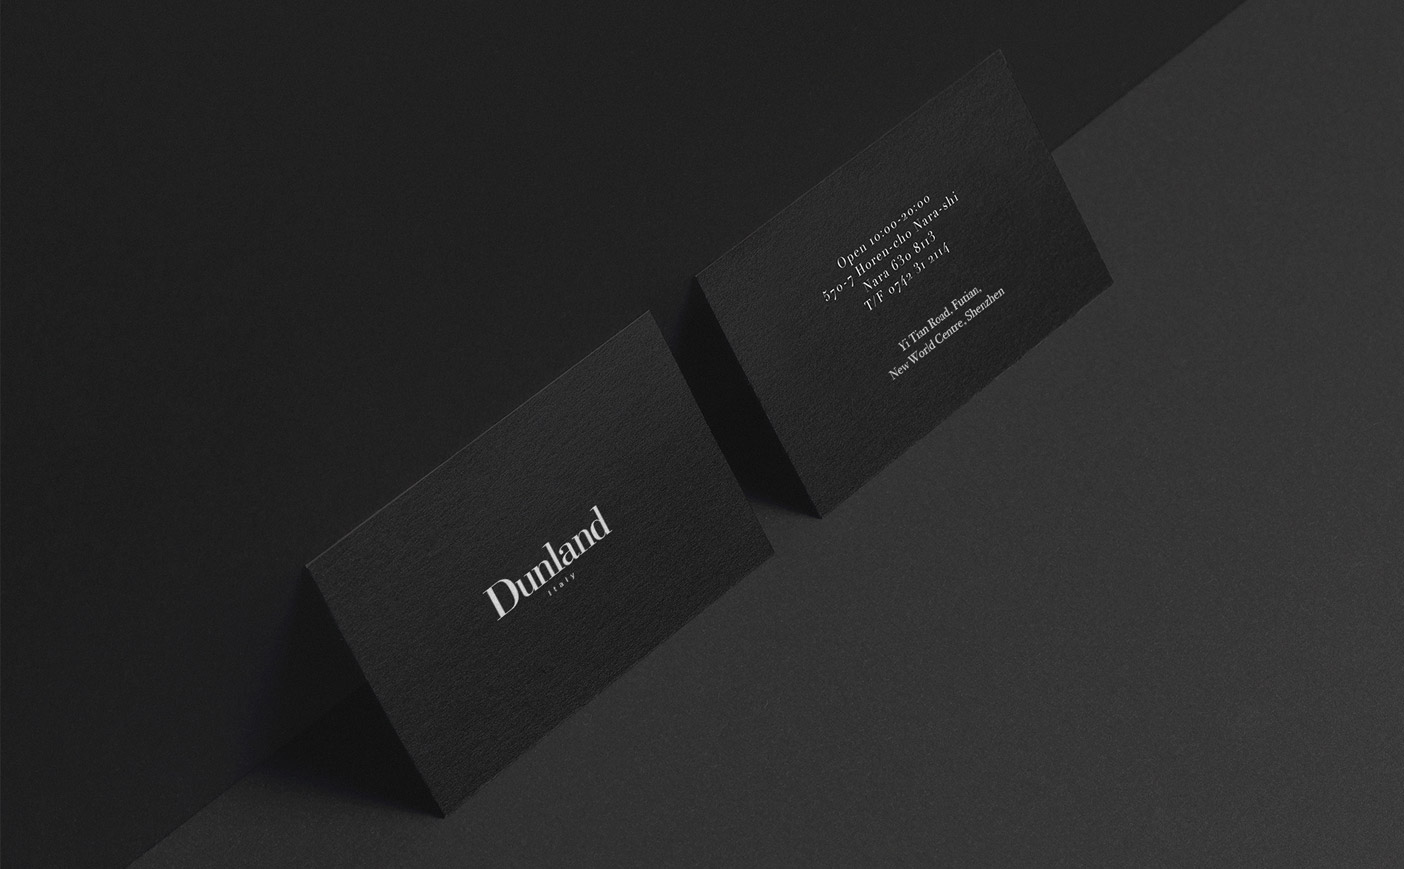 Dunland
Italy
Open 10:00-20:00
570-7 Horen-cho Nara-shi
Nara 630 8113
T/F 0742 31 2114
Yi Tian Road, Futian,
New World Centre, Shenzhen